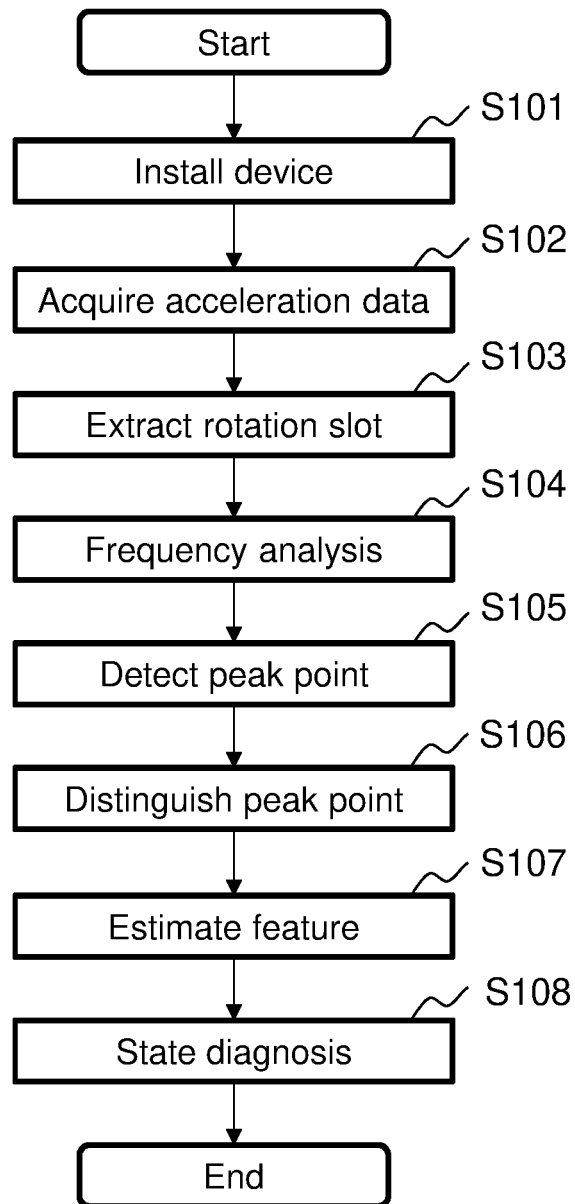 Start
S101
Install device
S102
Acquire acceleration data
S103
Extract rotation slot
S104
Frequency analysis
S105
Detect peak point
S106
Distinguish peak point
S107
Estimate feature
S108
State diagnosis
End